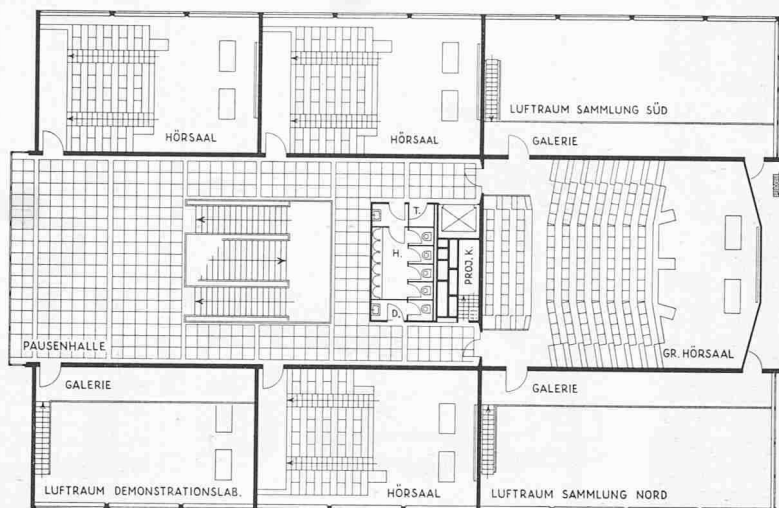 HÖRSAAL
HÖRSAAL
LUFTRAUM SAMMLUNG SÜD
GALERIE
T.
H.
PROJ. K.
D.
PAUSENHALLE
GR. HÖRSAAL
GALERIE
GALERIE
LUFTRAUM DEMONSTRATIONSLAB.
HÖRSAAL
LUFTRAUM SAMMLUNG NORD